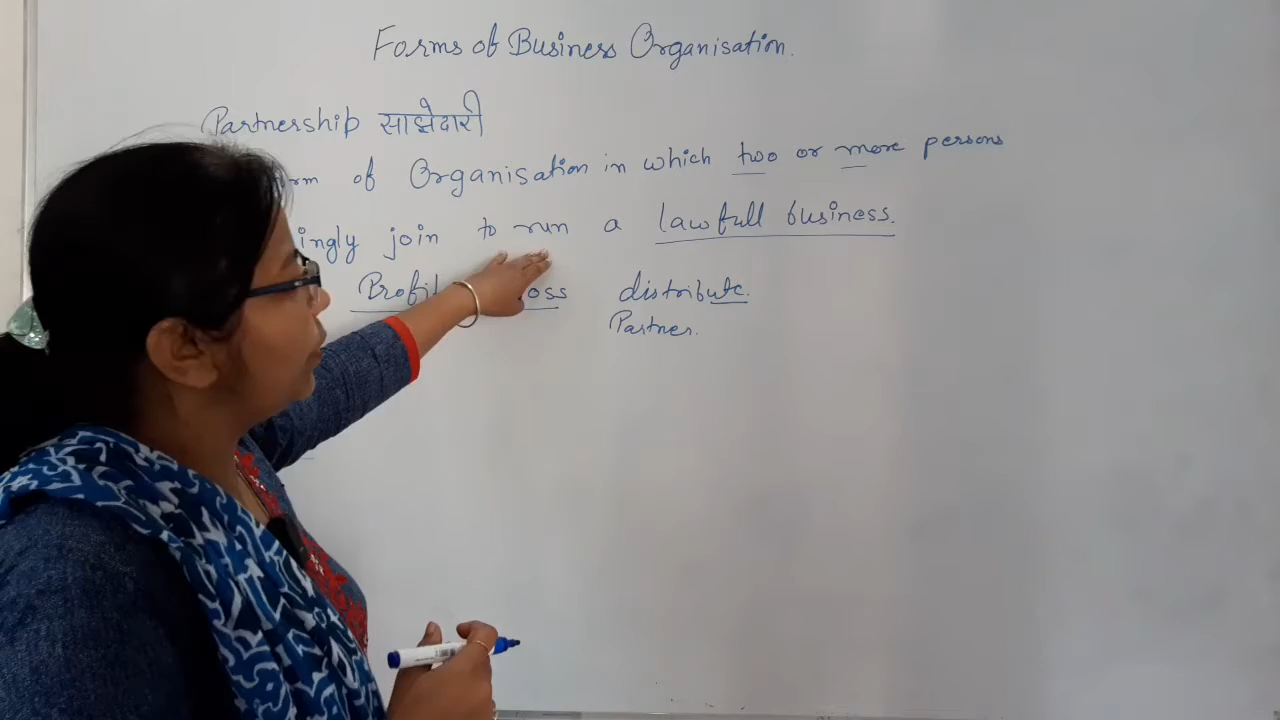 Forms of Business Organisation.
Partnership साझेदारी
of Organisation in which two or more persons
join to run a lawfull business.
distribute.
Partner.